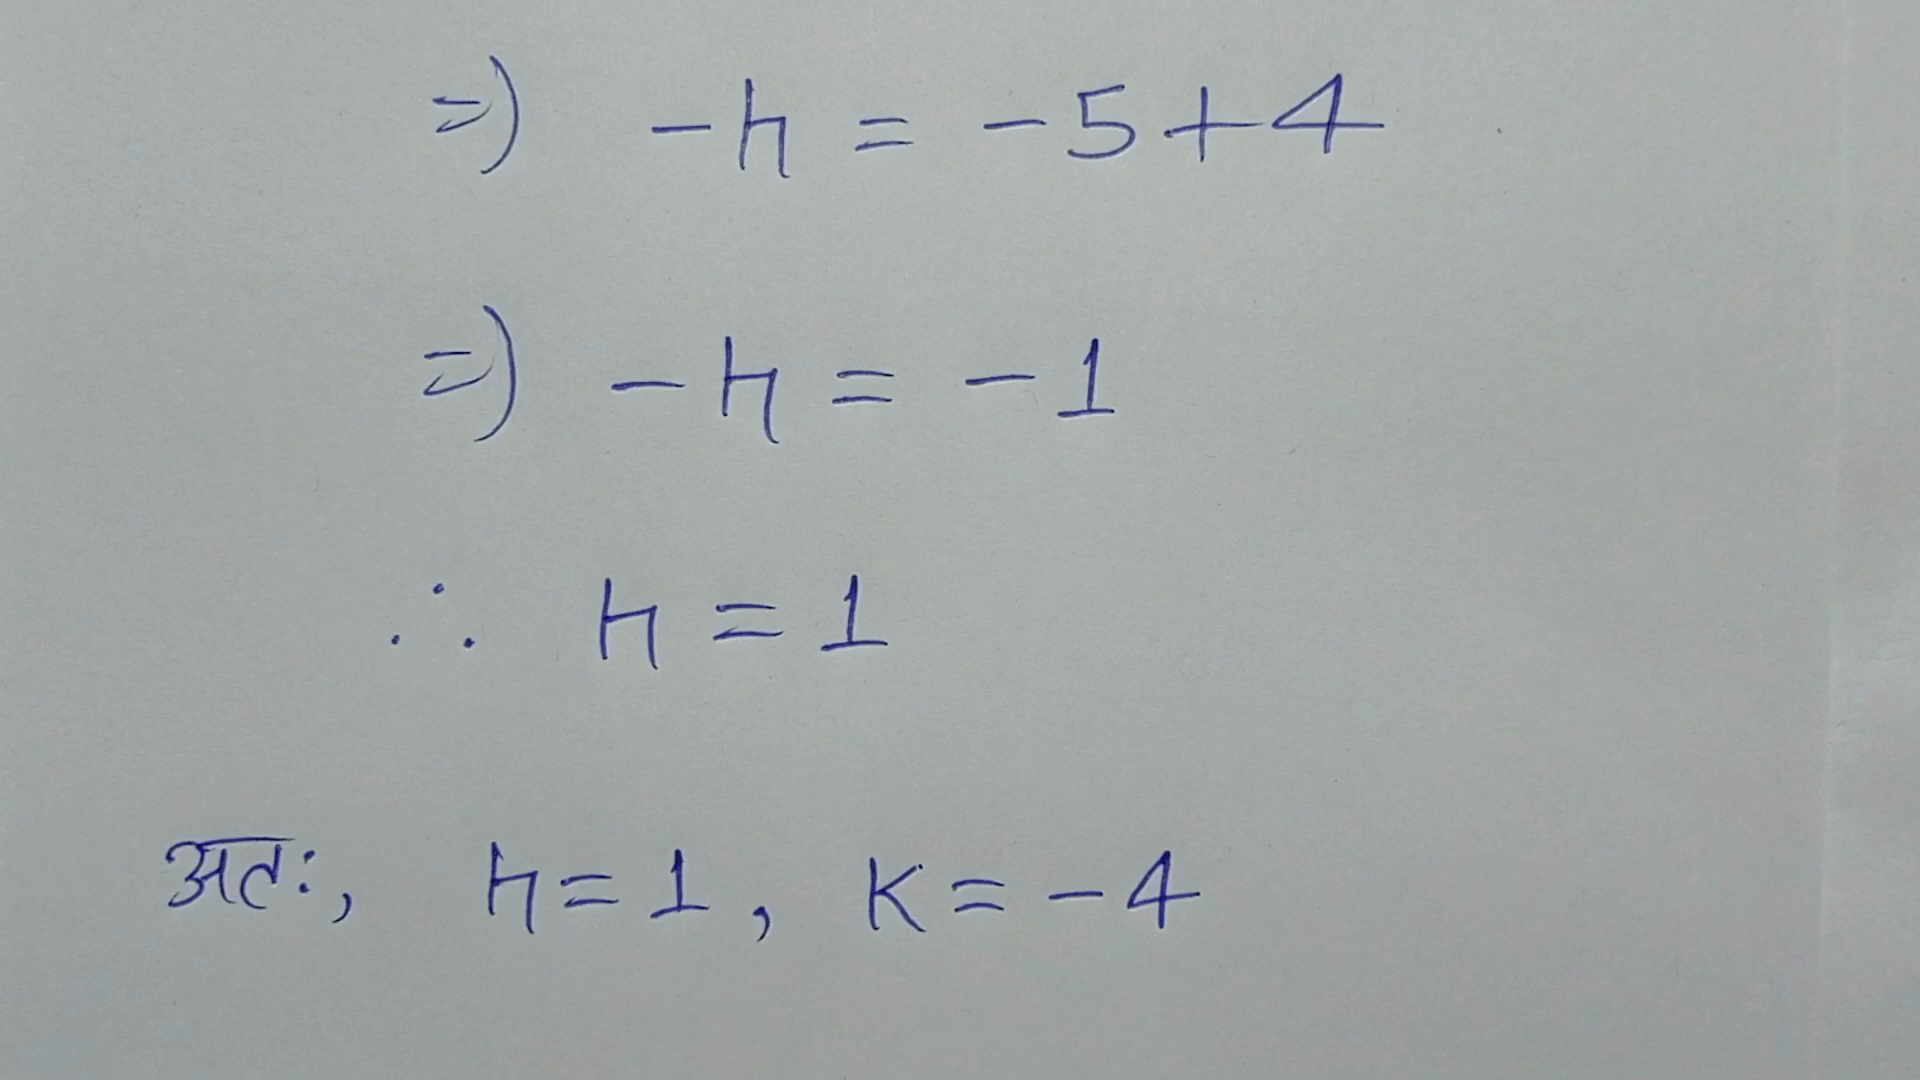 =) -h = -5+4
=) -h = -1
∴ h = 1
अतः, h=1, K=-4